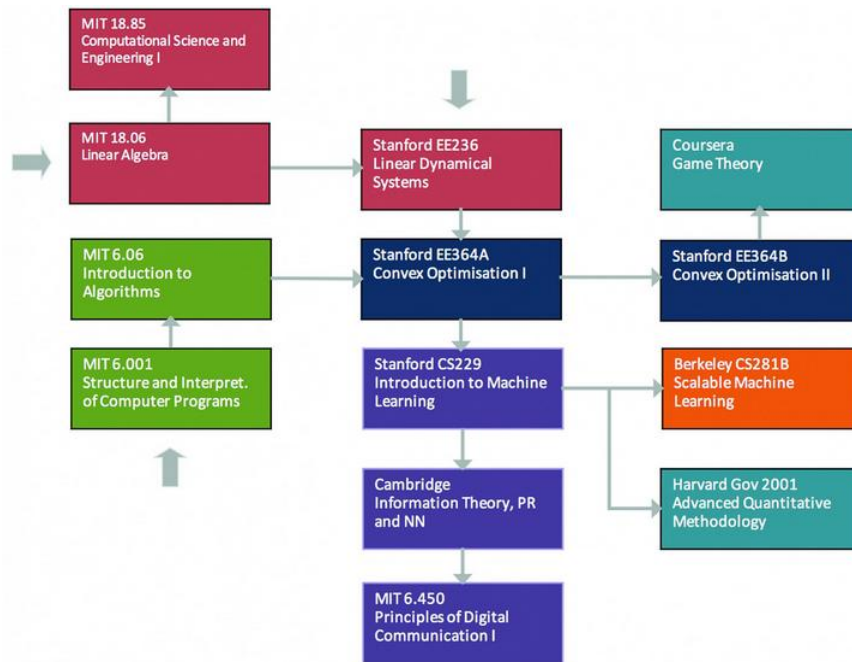 MIT 18.85
Computational Science and
Engineering I
MIT 18.06
Linear Algebra
Stanford EE236
Linear Dynamical
Systems
Coursera
Game Theory
MIT 6.06
Introduction to
Algorithms
Stanford EE364A
Convex Optimisation I
Stanford EE364B
Convex Optimisation II
MIT 6.001
Structure and Interpret.
of Computer Programs
Stanford CS229
Introduction to Machine
Learning
Berkeley CS281B
Scalable Machine
Learning
Cambridge
Information Theory, PR
and NN
Harvard Gov 2001
Advanced Quantitative
Methodology
MIT 6.450
Principles of Digital
Communication I